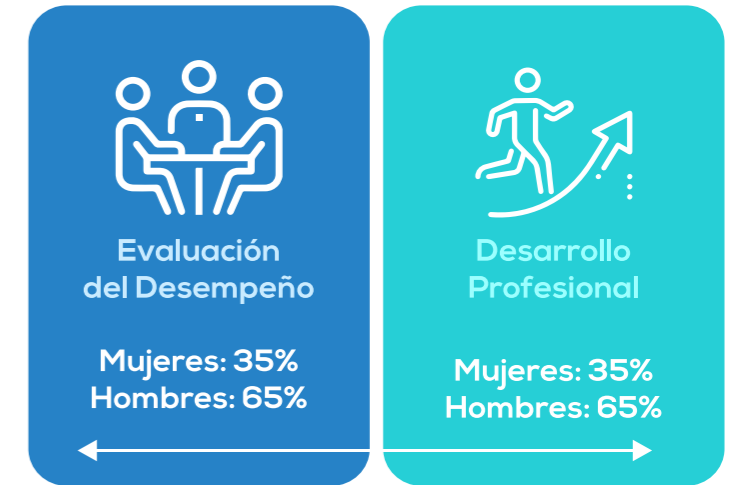 Evaluación
del Desempeño
Mujeres: 35%
Hombres: 65%
Desarrollo
Profesional
Mujeres: 35%
Hombres: 65%